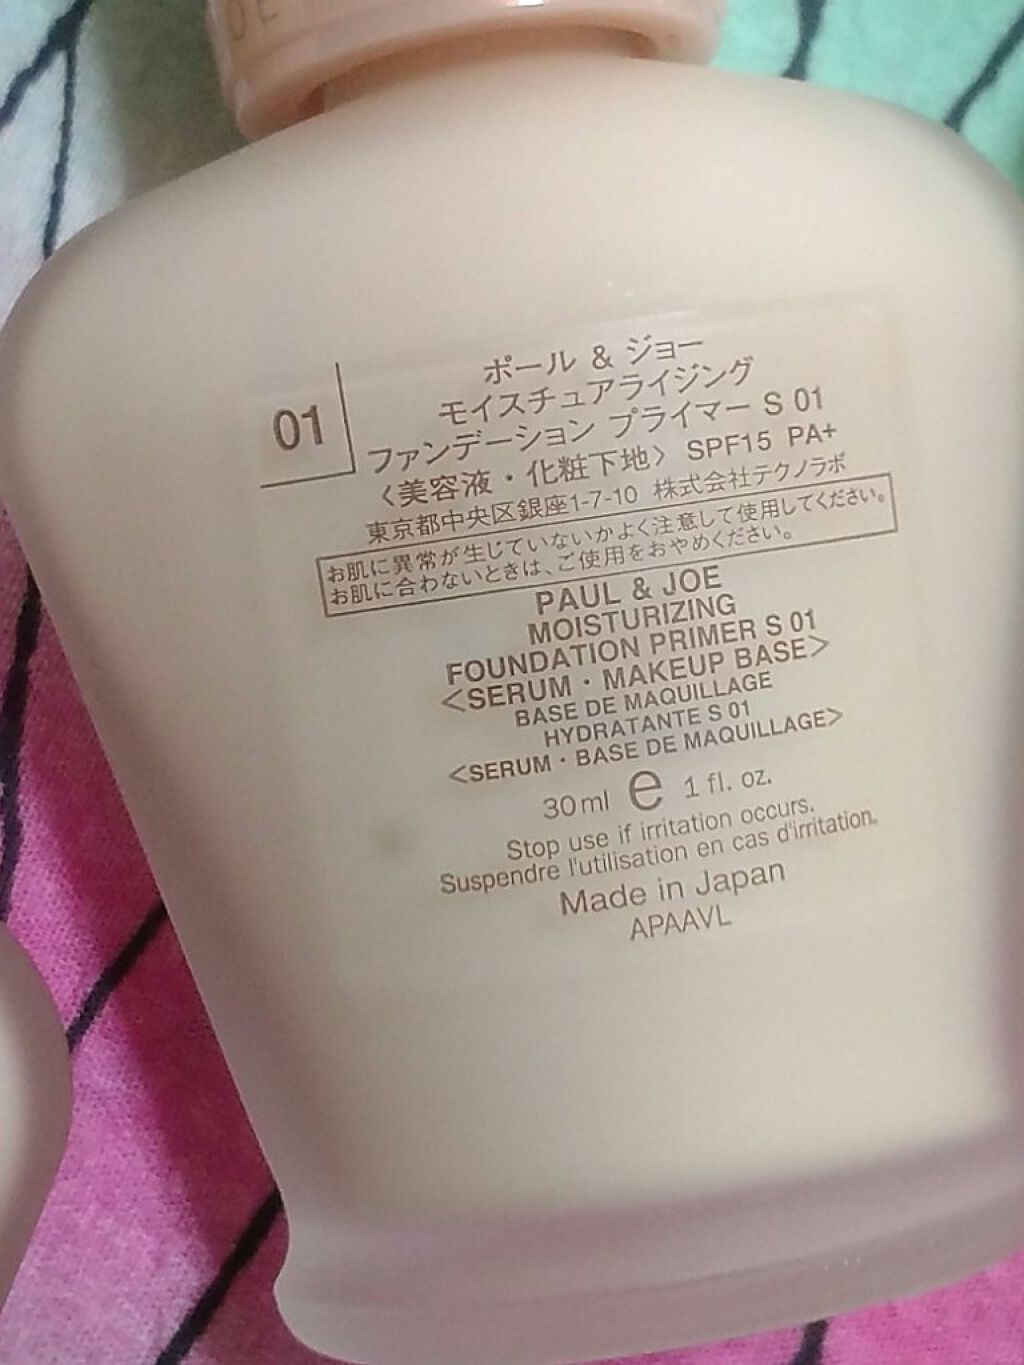 01
ポール & ジョー
モイスチュアライジング
ファンデーション プライマー S 01
〈美容液・化粧下地〉 SPF15 PA+
東京都中央区銀座1-7-10 株式会社テクノラボ
お肌に異常が生じていないかよく注意して使用してください。
お肌に合わないときは、ご使用をおやめください。
PAUL & JOE
MOISTURIZING
FOUNDATION PRIMER S 01
<SERUM・MAKEUP BASE>
BASE DE MAQUILLAGE
HYDRATANTE S 01
<SERUM・BASE DE MAQUILLAGE>
30ml e 1 fl. oz.
Stop use if irritation occurs.
Suspendre l'utilisation en cas d'irritation.
Made in Japan
APAAVL